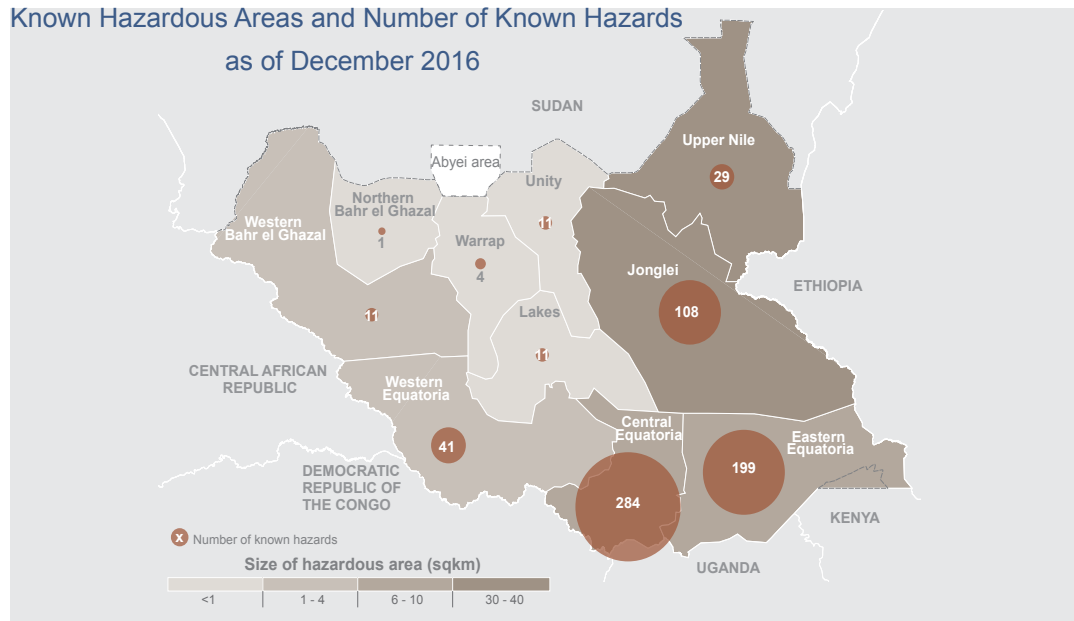 Known Hazardous Areas and Number of Known Hazards
as of December 2016
SUDAN
Upper Nile
29
Abyei area
Unity
11
Northern
Bahr el Ghazal
1
Western
Bahr el Ghazal
11
Warrap
4
Jonglei
108
ETHIOPIA
Lakes
11
CENTRAL AFRICAN
REPUBLIC
Western
Equatoria
41
Central
Equatoria
284
Eastern
Equatoria
199
DEMOCRATIC
REPUBLIC OF
THE CONGO
KENYA
UGANDA
x Number of known hazards
Size of hazardous area (sqkm)
<1
1 - 4
6 - 10
30 - 40